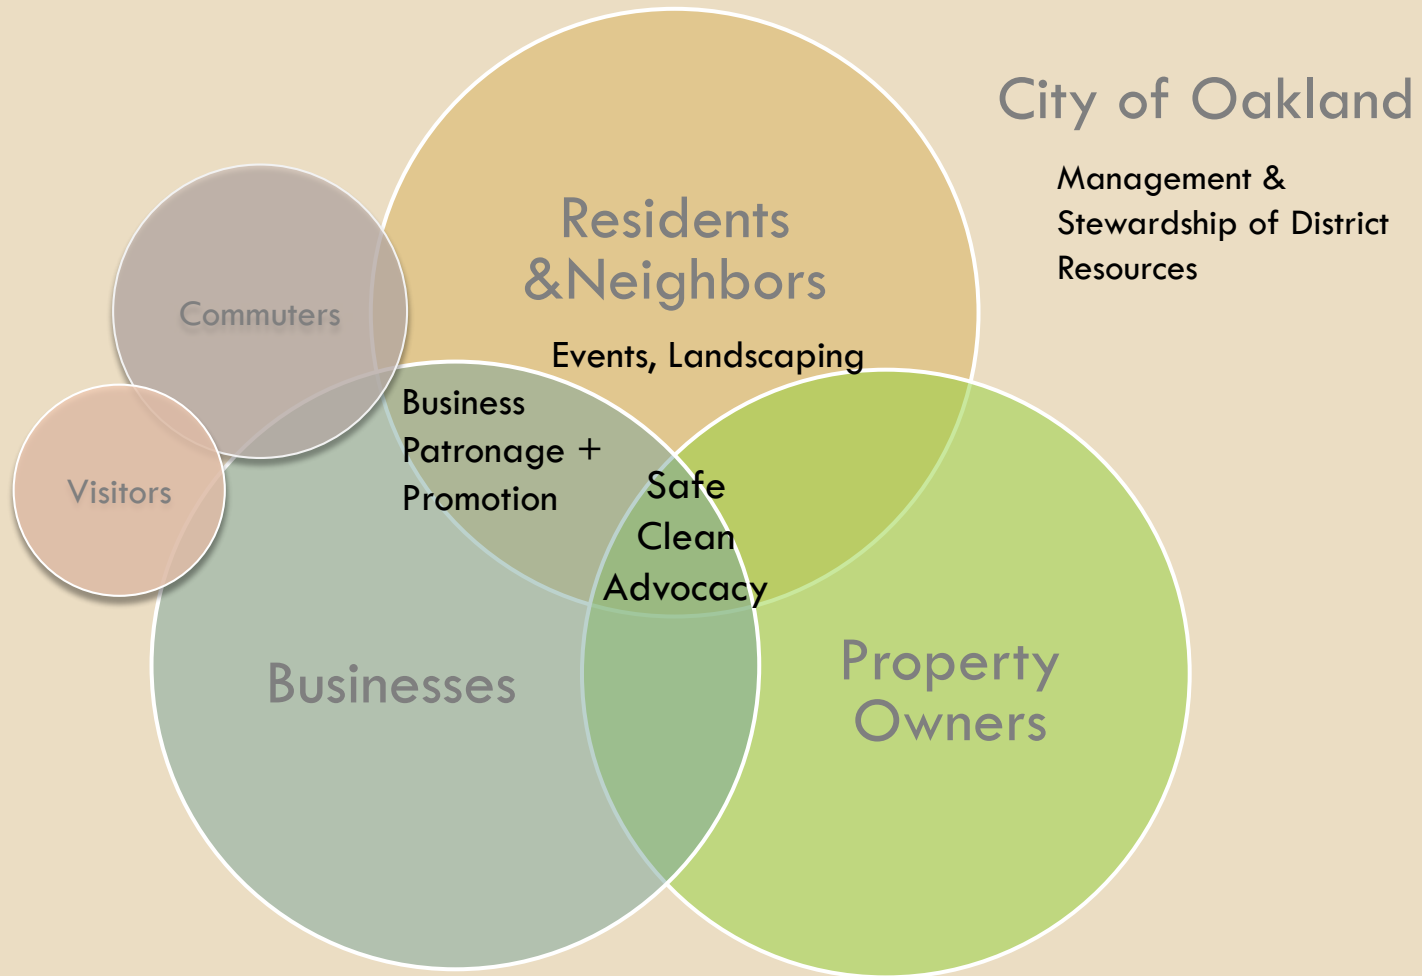 City of Oakland
Management &
Stewardship of District
Resources
Residents
&Neighbors
Events, Landscaping
Commuters
Visitors
Business
Patronage +
Promotion
Safe
Clean
Advocacy
Businesses
Property
Owners